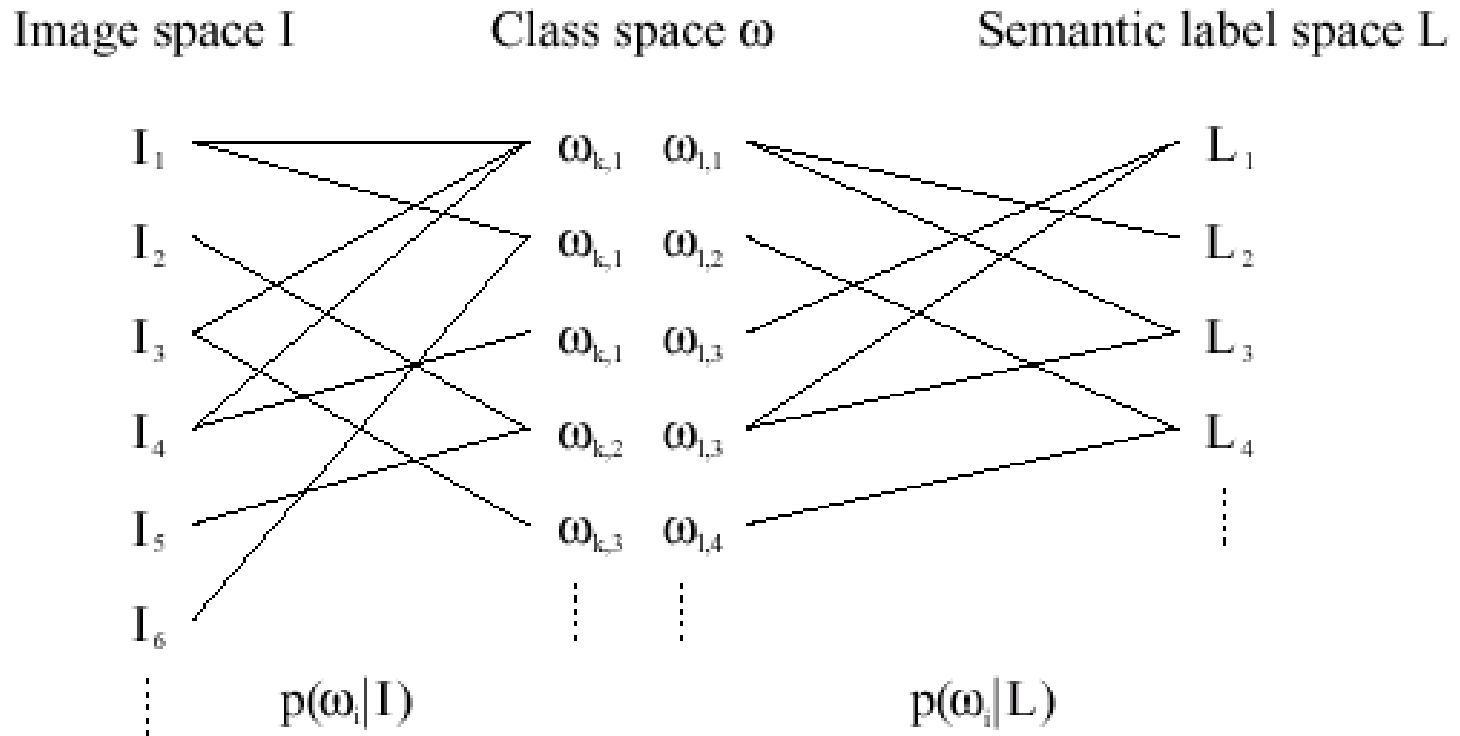 Image space I Class space ω Semantic label space L
I₁ ωₖ,₁ ωₗ,₁ L₁
I₂ ωₖ,₁ ωₗ,₂ L₂
I₃ ωₖ,₁ ωₗ,₃ L₃
I₄ ωₖ,₂ ωₗ,₃ L₄
I₅ ωₖ,₃ ωₗ,₄
I₆
p(ωᵢ|I) p(ωᵢ|L)